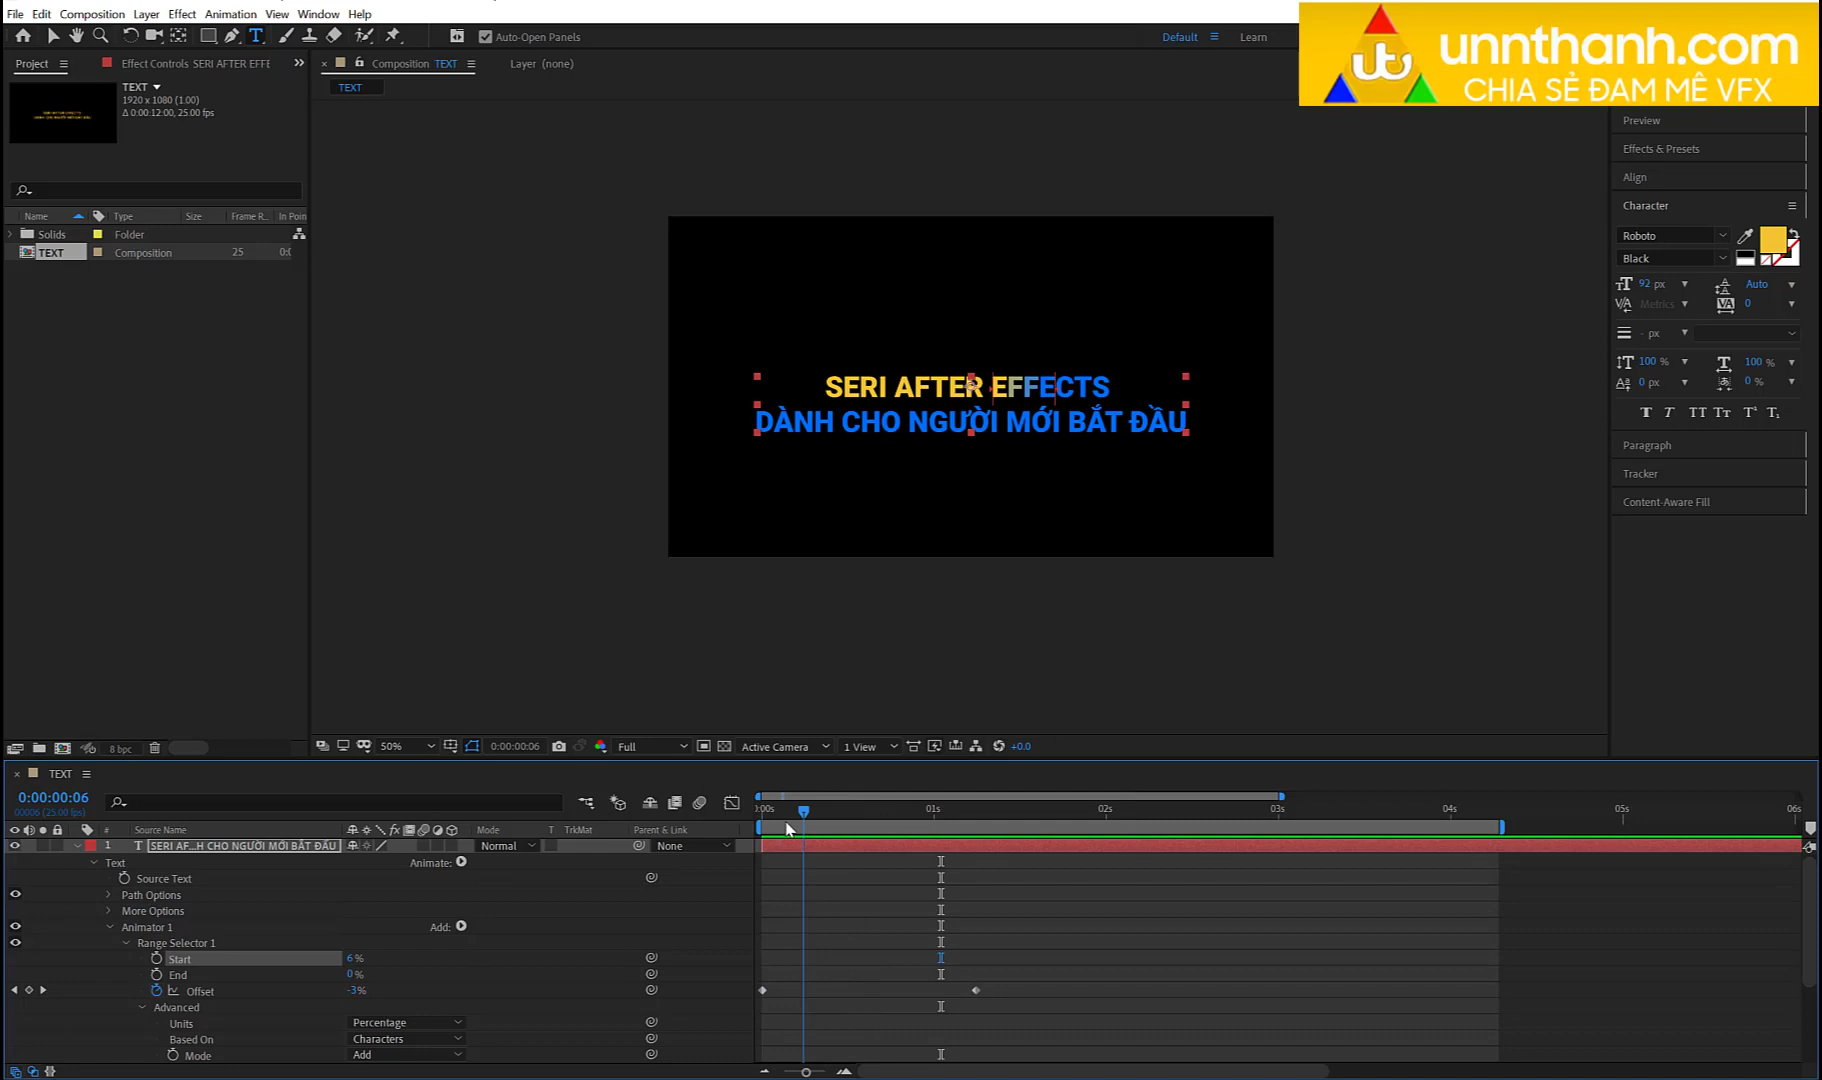 File Edit Composition Layer Effect Animation View Window Help
unnthanh.com
CHIA SẺ ĐAM MÊ VFX
Auto-Open Panels
Default
Learn
Project
Effect Controls SERI AFTER EFFE
Composition TEXT
Layer (none)
TEXT
TEXT
1920 x 1080 (1.00)
Δ 0:00:12:00, 25.00 fps
Name Type Size Frame R... In Point
Solids Folder
TEXT Composition 25 0:0
SERI AFTER EFFECTS
DÀNH CHO NGƯỜI MỚI BẮT ĐẦU
Preview
Effects & Presets
Align
Character
Roboto
Black
92 px Auto
Metrics 0
- px
100 % 100 %
0 px 0 %
T T TT Tт T¹ T₁
Paragraph
Tracker
Content-Aware Fill
8 bpc
50% 0:00:00:06 Full Active Camera 1 View +0.0
TEXT
0:00:00:06
00006 (25.00 fps)
:00s 01s 02s 03s 04s 05s 06s
# Source Name Mode T TrkMat Parent & Link
1 T SERI AF...H CHO NGƯỜI MỚI BẮT ĐẦU Normal None
Text Animate:
Source Text
Path Options
More Options
Animator 1 Add:
Range Selector 1
Start 6 %
End 0 %
Offset -3 %
Advanced
Units Percentage
Based On Characters
Mode Add